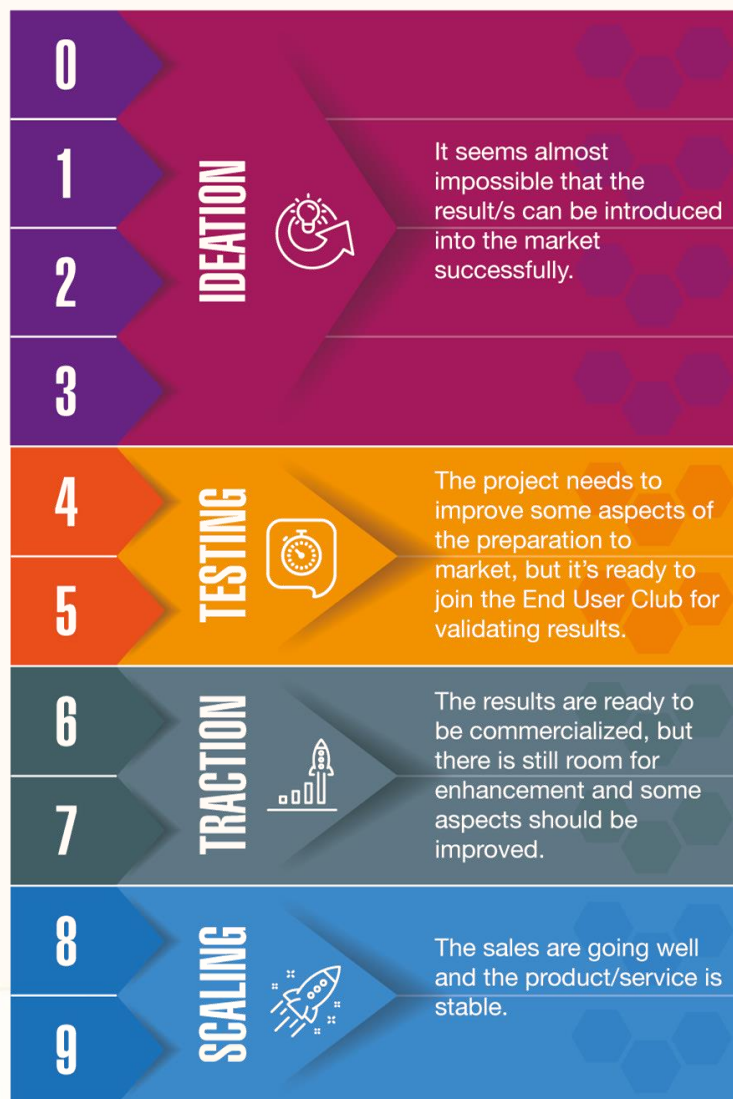 0
1
2
3
IDEATION
It seems almost
impossible that the
result/s can be introduced
into the market
successfully.
4
5
TESTING
The project needs to
improve some aspects of
the preparation to
market, but it’s ready to
join the End User Club for
validating results.
6
7
TRACTION
The results are ready to
be commercialized, but
there is still room for
enhancement and some
aspects should be
improved.
8
9
SCALING
The sales are going well
and the product/service is
stable.